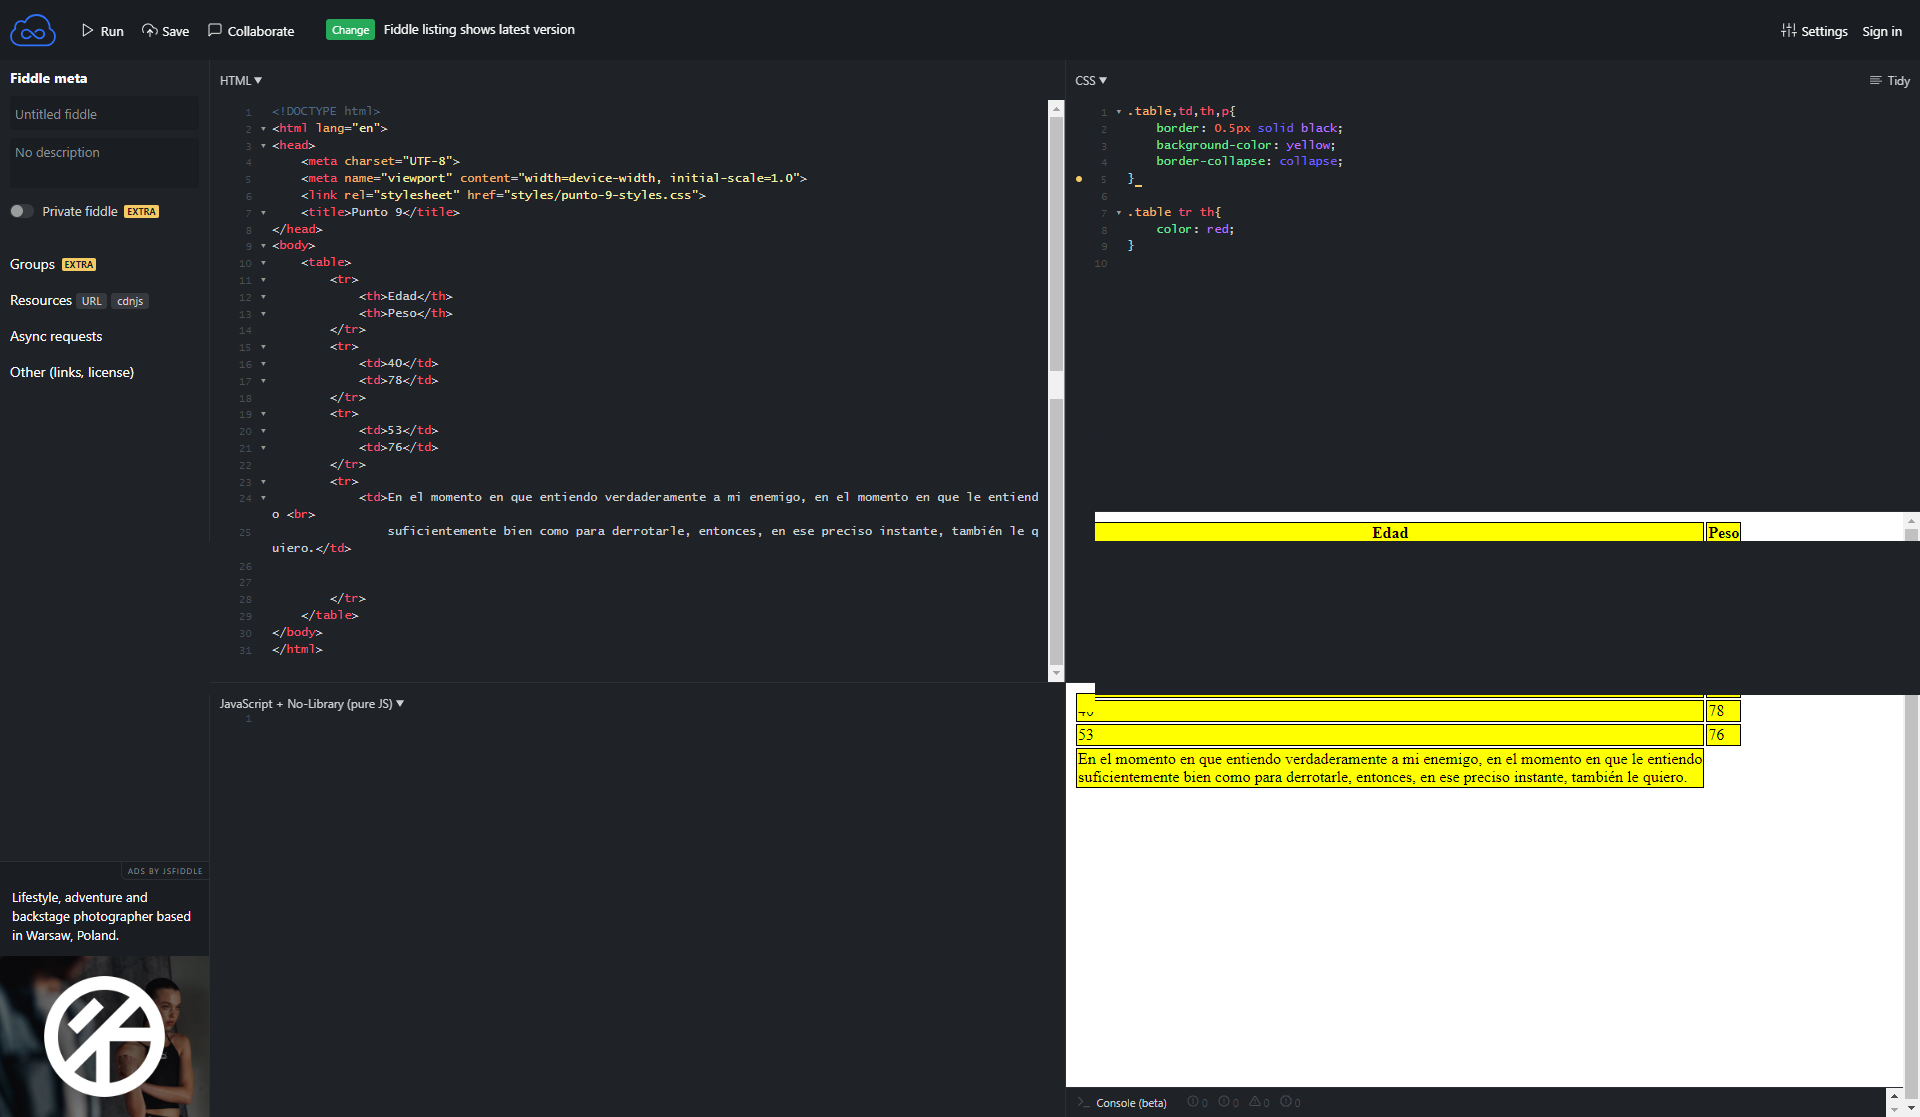 Run
Save
Collaborate
Change
Fiddle listing shows latest version
Settings
Sign in
Fiddle meta
Untitled fiddle
No description
Private fiddle EXTRA
Groups EXTRA
Resources URL cdnjs
Async requests
Other (links, license)
ADS BY JSFIDDLE
Lifestyle, adventure and
backstage photographer based
in Warsaw, Poland.
HTML
1 <!DOCTYPE html>
2 <html lang="en">
3 <head>
4 <meta charset="UTF-8">
5 <meta name="viewport" content="width=device-width, initial-scale=1.0">
6 <link rel="stylesheet" href="styles/punto-9-styles.css">
7 <title>Punto 9</title>
8 </head>
9 <body>
10 <table>
11 <tr>
12 <th>Edad</th>
13 <th>Peso</th>
14 </tr>
15 <tr>
16 <td>40</td>
17 <td>78</td>
18 </tr>
19 <tr>
20 <td>53</td>
21 <td>76</td>
22 </tr>
23 <tr>
24 <td>En el momento en que entiendo verdaderamente a mi enemigo, en el momento en que le entiend
o <br>
25 suficientemente bien como para derrotarle, entonces, en ese preciso instante, también le q
uiero.</td>
26
27
28 </tr>
29 </table>
30 </body>
31 </html>
CSS
Tidy
1 .table,td,th,p{
2 border: 0.5px solid black;
3 background-color: yellow;
4 border-collapse: collapse;
5 }
6
7 .table tr th{
8 color: red;
9 }
10
JavaScript + No-Library (pure JS)
1
Edad Peso
40 78
53 76
En el momento en que entiendo verdaderamente a mi enemigo, en el momento en que le entiendo
suficientemente bien como para derrotarle, entonces, en ese preciso instante, también le quiero.
>_ Console (beta) 0 0 0 0